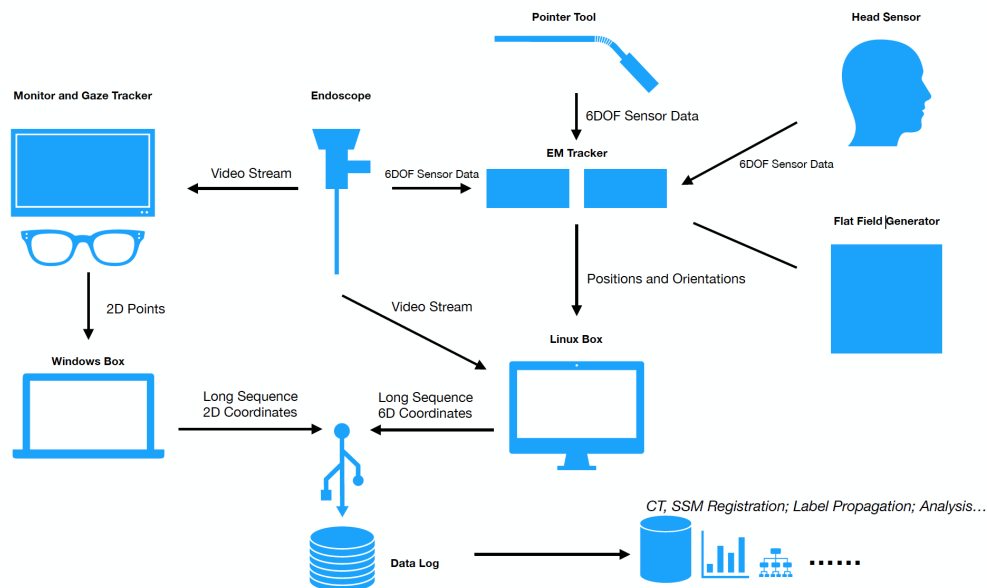 Pointer Tool
Head Sensor
Monitor and Gaze Tracker
Endoscope
6DOF Sensor Data
EM Tracker
6DOF Sensor Data
Video Stream
6DOF Sensor Data
Flat Field Generator
Positions and Orientations
2D Points
Video Stream
Linux Box
Windows Box
Long Sequence
2D Coordinates
Long Sequence
6D Coordinates
CT, SSM Registration; Label Propagation; Analysis...
Data Log
......